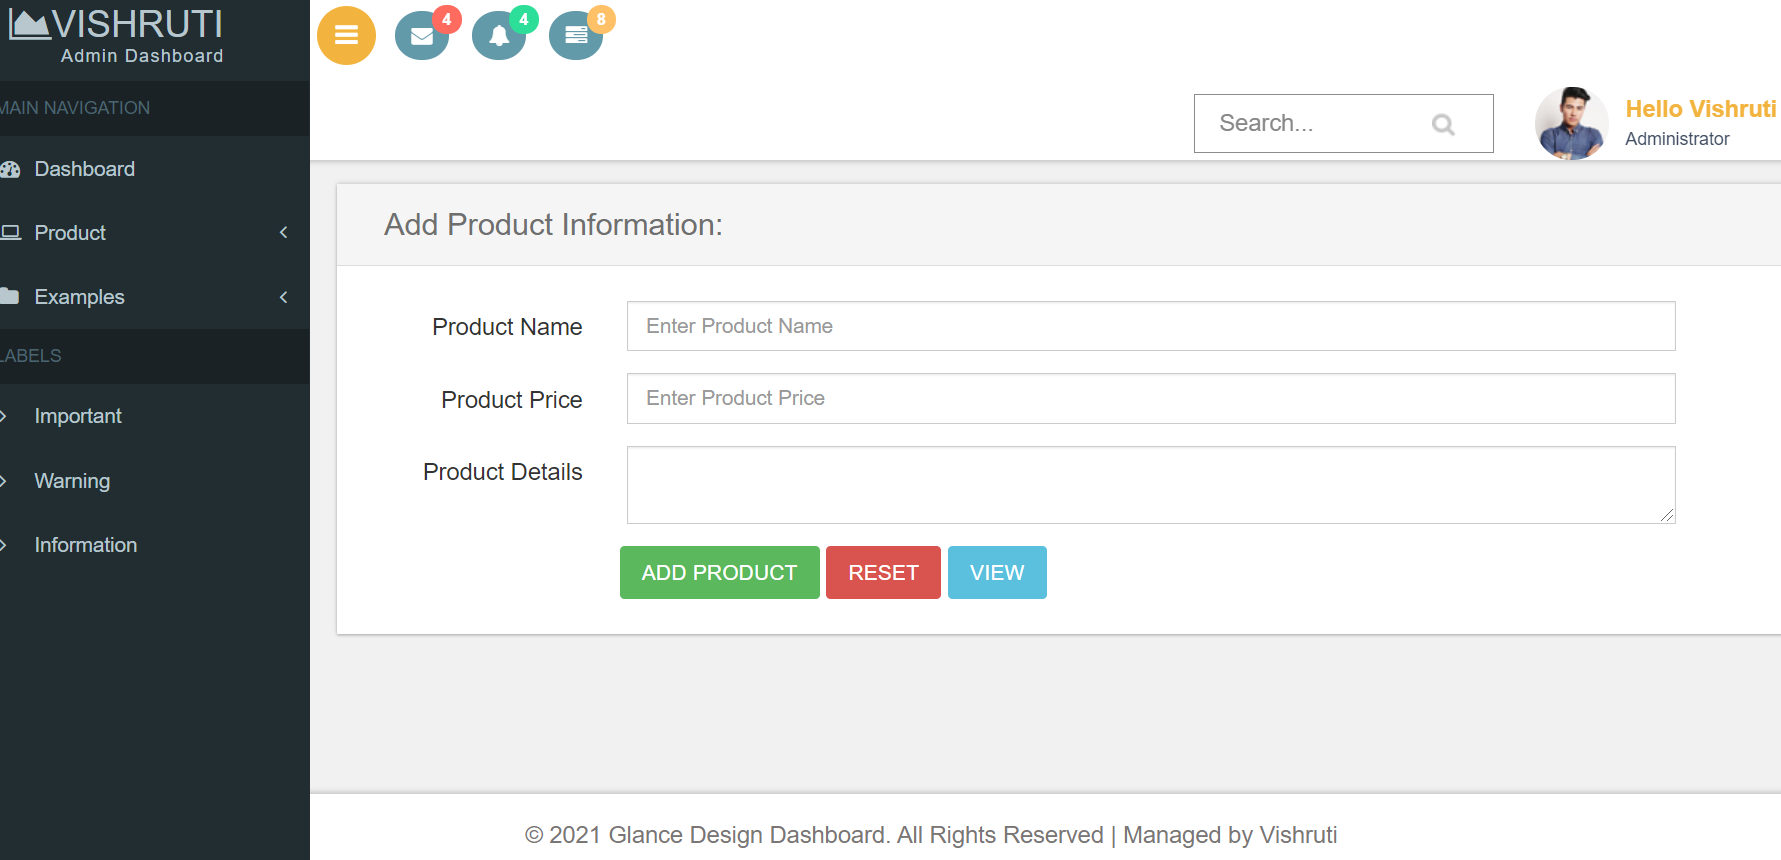 VISHRUTI
Admin Dashboard
MAIN NAVIGATION
Dashboard
Product
Examples
LABELS
Important
Warning
Information
4
4
8
Search...
Hello Vishruti
Administrator
Add Product Information:
Product Name
Enter Product Name
Product Price
Enter Product Price
Product Details
ADD PRODUCT
RESET
VIEW
© 2021 Glance Design Dashboard. All Rights Reserved | Managed by Vishruti